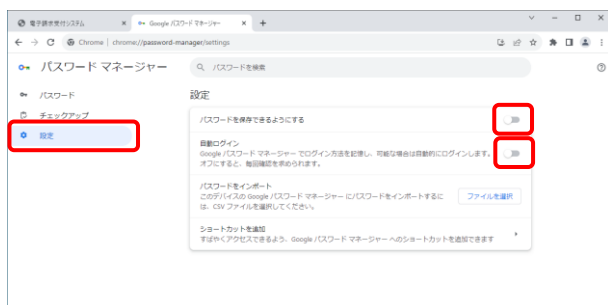 電子請求受付システム
Google パスワード マネージャー
Chrome | chrome://password-manager/settings
パスワード マネージャー
パスワードを検索
パスワード
チェックアップ
設定
設定
パスワードを保存できるようにする
自動ログイン
Google パスワード マネージャー でログイン方法を記憶し、可能な場合は自動的にログインします。
オフにすると、毎回確認を求められます。
パスワードをインポート
このデバイスの Google パスワード マネージャー にパスワードをインポートするに
は、CSV ファイルを選択してください。
ファイルを選択
ショートカットを追加
すばやくアクセスできるよう、Google パスワード マネージャー へのショートカットを追加できます